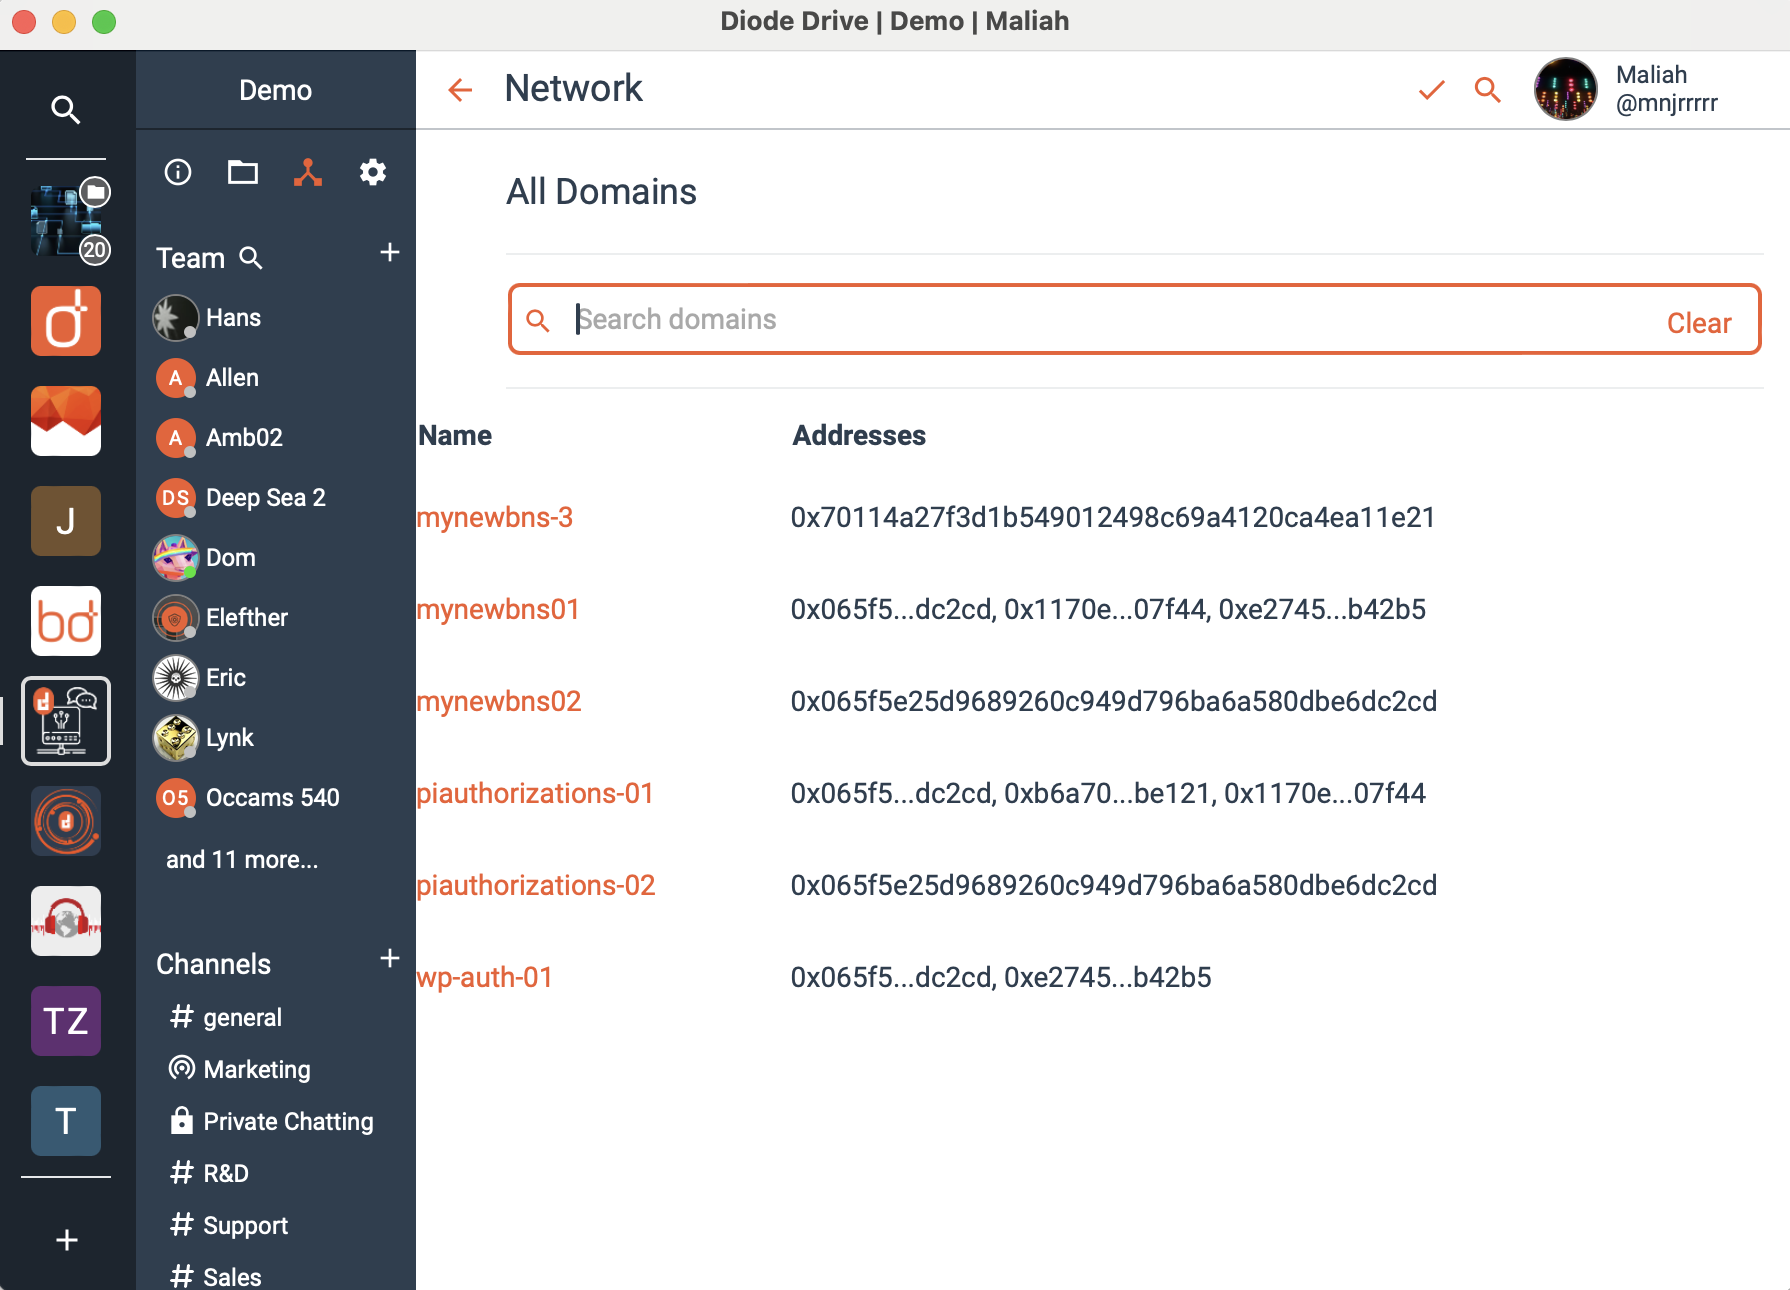 Diode Drive | Demo | Maliah
Demo
Network
Maliah
@mnjrrrrr
20
J
bd
TZ
T
Team
Hans
A Allen
A Amb02
DS Deep Sea 2
Dom
Elefther
Eric
Lynk
O5 Occams 540
and 11 more...
Channels
# general
Marketing
Private Chatting
# R&D
# Support
# Sales
All Domains
Search domains
Clear
Name Addresses
mynewbns-3 0x70114a27f3d1b549012498c69a4120ca4ea11e21
mynewbns01 0x065f5...dc2cd, 0x1170e...07f44, 0xe2745...b42b5
mynewbns02 0x065f5e25d9689260c949d796ba6a580dbe6dc2cd
piauthorizations-01 0x065f5...dc2cd, 0xb6a70...be121, 0x1170e...07f44
piauthorizations-02 0x065f5e25d9689260c949d796ba6a580dbe6dc2cd
wp-auth-01 0x065f5...dc2cd, 0xe2745...b42b5